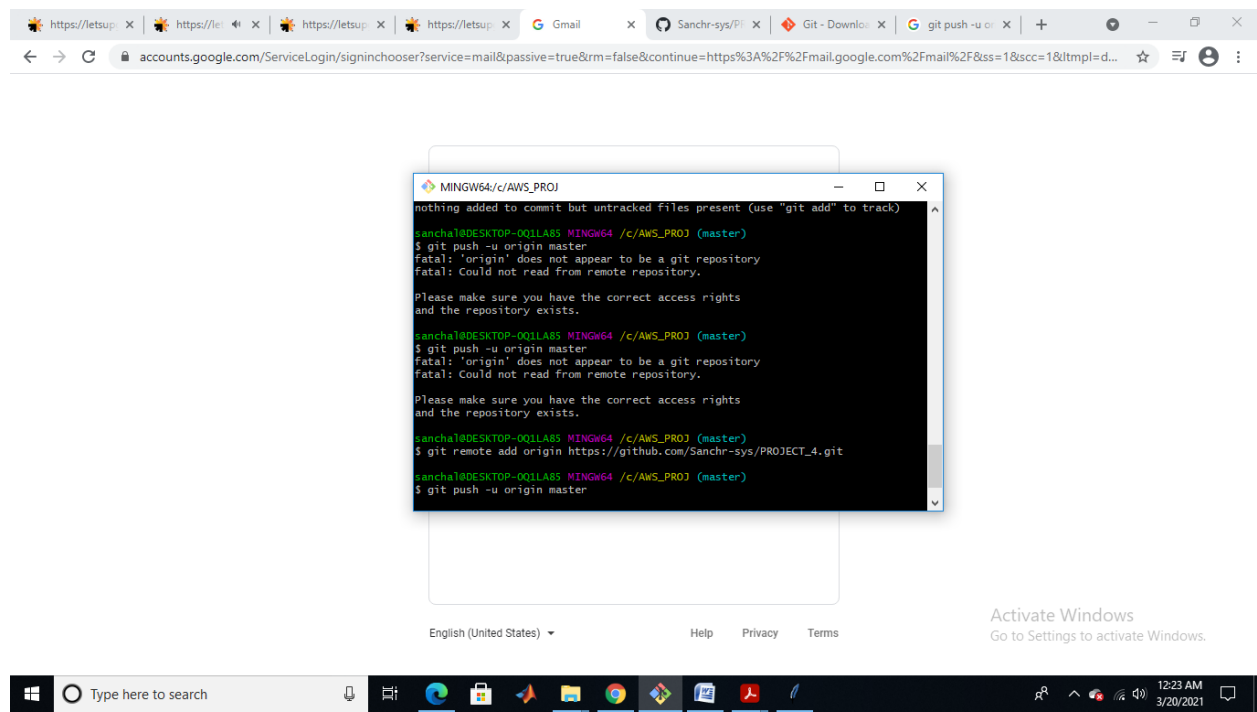 https://letsup
https://let
https://letsup
https://letsup
Gmail
Sanchr-sys/PR
Git - Downloa
git push -u or
accounts.google.com/ServiceLogin/signinchooser?service=mail&passive=true&rm=false&continue=https%3A%2F%2Fmail.google.com%2Fmail%2F&ss=1&scc=1&ltmpl=d...
MINGW64:/c/AWS_PROJ
nothing added to commit but untracked files present (use "git add" to track)
sanchal@DESKTOP-OQ1LA85 MINGW64 /c/AWS_PROJ (master)
$ git push -u origin master
fatal: 'origin' does not appear to be a git repository
fatal: Could not read from remote repository.
Please make sure you have the correct access rights
and the repository exists.
sanchal@DESKTOP-OQ1LA85 MINGW64 /c/AWS_PROJ (master)
$ git push -u origin master
fatal: 'origin' does not appear to be a git repository
fatal: Could not read from remote repository.
Please make sure you have the correct access rights
and the repository exists.
sanchal@DESKTOP-OQ1LA85 MINGW64 /c/AWS_PROJ (master)
$ git remote add origin https://github.com/Sanchr-sys/PROJECT_4.git
sanchal@DESKTOP-OQ1LA85 MINGW64 /c/AWS_PROJ (master)
$ git push -u origin master
English (United States)
Help Privacy Terms
Activate Windows
Go to Settings to activate Windows.
Type here to search
12:23 AM
3/20/2021